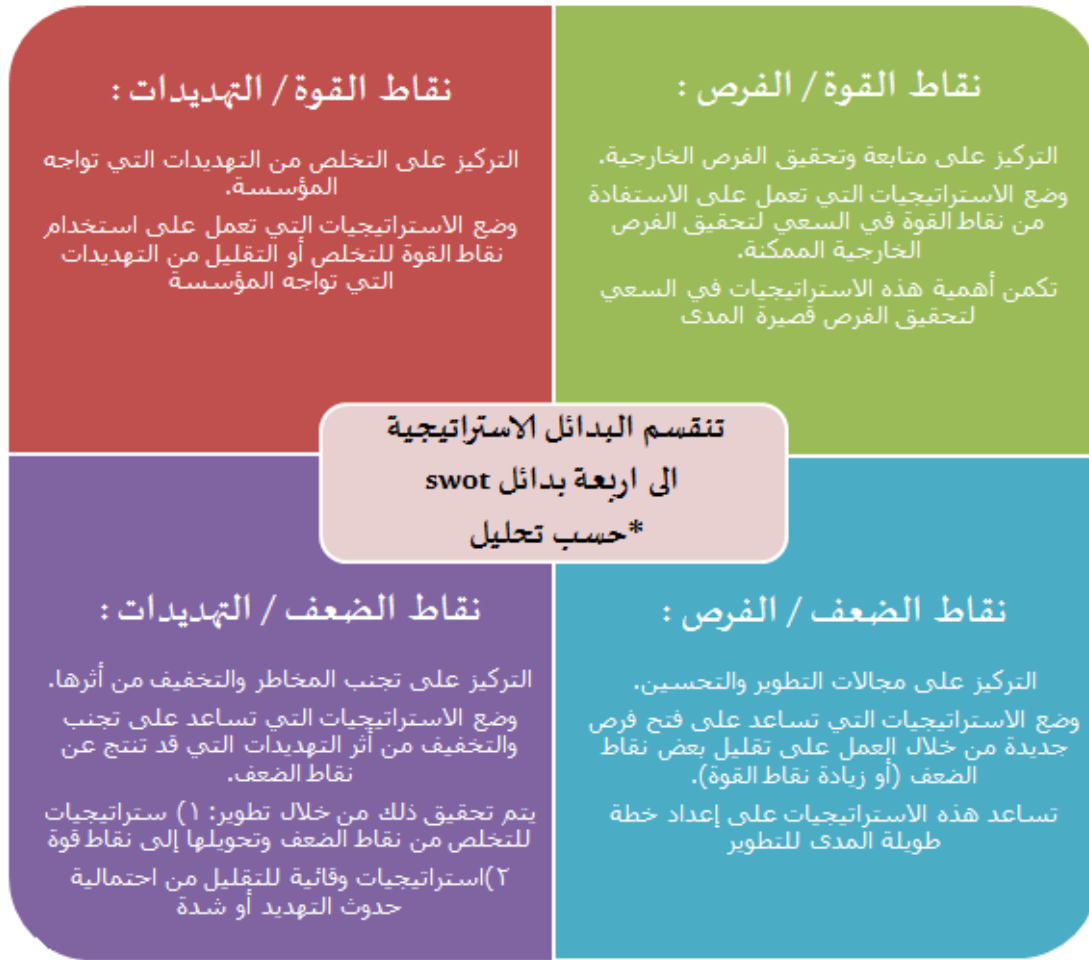 نقاط القوة / الفرص :
التركيز على متابعة وتحقيق الفرص الخارجية.
وضع الاستراتيجيات التي تعمل على الاستفادة
من نقاط القوة في السعي لتحقيق الفرص
الخارجية الممكنة.
تكمن أهمية هذه الاستراتيجيات في السعي
لتحقيق الفرص قصيرة المدى
نقاط القوة / التهديدات :
التركيز على التخلص من التهديدات التي تواجه
المؤسسة.
وضع الاستراتيجيات التي تعمل على استخدام
نقاط القوة للتخلص أو التقليل من التهديدات
التي تواجه المؤسسة
تنقسم البدائل الاستراتيجية
الى اربعة بدائل swot
*حسب تحليل
نقاط الضعف / الفرص :
التركيز على مجالات التطوير والتحسين.
وضع الاستراتيجيات التي تساعد على فتح فرص
جديدة من خلال العمل على تقليل بعض نقاط
الضعف (أو زيادة نقاط القوة).
تساعد هذه الاستراتيجيات على إعداد خطة
طويلة المدى للتطوير
نقاط الضعف / التهديدات :
التركيز على تجنب المخاطر والتخفيف من أثرها.
وضع الاستراتيجيات التي تساعد على تجنب
والتخفيف من أثر التهديدات التي قد تنتج عن
نقاط الضعف.
يتم تحقيق ذلك من خلال تطوير: ١) ستراتيجيات
للتخلص من نقاط الضعف وتحويلها إلى نقاط قوة
٢)استراتيجيات وقائية للتقليل من احتمالية
حدوث التهديد أو شدة